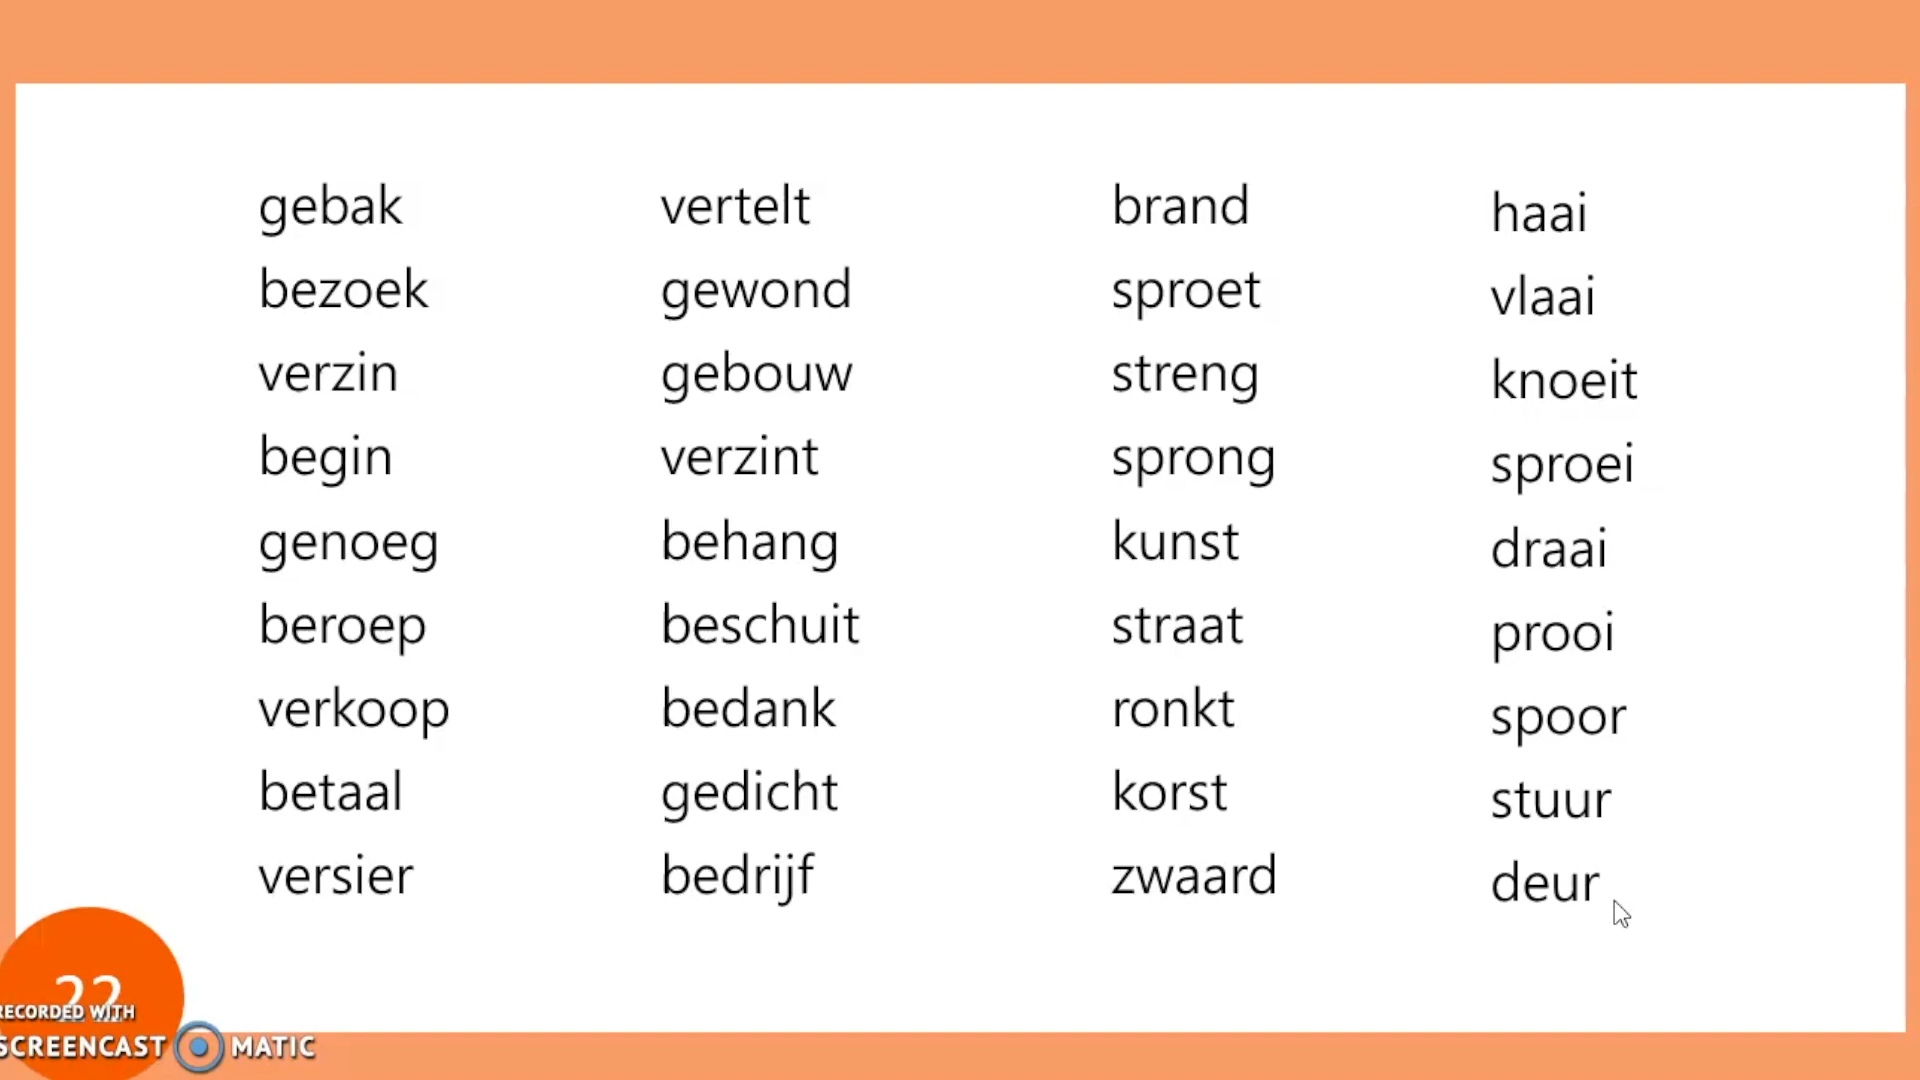 gebak
bezoek
verzin
begin
genoeg
beroep
verkoop
betaal
versier
vertelt
gewond
gebouw
verzint
behang
beschuit
bedank
gedicht
bedrijf
brand
sproet
streng
sprong
kunst
straat
ronkt
korst
zwaard
haai
vlaai
knoeit
sproei
draai
prooi
spoor
stuur
deur
22
RECORDED WITH
SCREENCAST MATIC